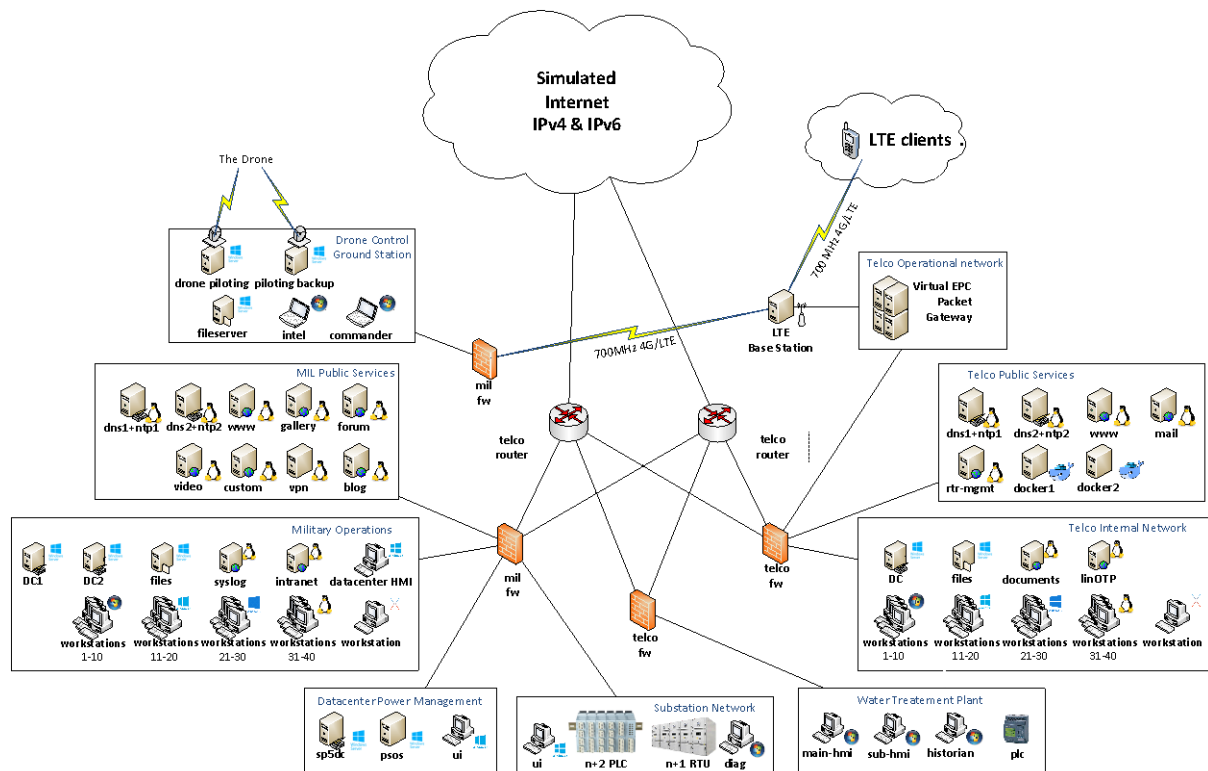 Simulated
Internet
IPv4 & IPv6
LTE clients .
The Drone
700 MHz 4G/LTE
Drone Control
Ground Station
drone piloting
piloting backup
fileserver
intel
commander
Telco Operational network
Virtual EPC
Packet
Gateway
LTE
Base Station
700MHz 4G/LTE
mil
fw
MIL Public Services
dns1+ntp1
dns2+ntp2
www
gallery
forum
video
custom
vpn
blog
telco
router
telco
router
Telco Public Services
dns1+ntp1
dns2+ntp2
www
mail
rtr-mgmt
docker1
docker2
Military Operations
DC1
DC2
files
syslog
intranet
datacenter HMI
workstations
1-10
workstations
11-20
workstations
21-30
workstations
31-40
workstation
mil
fw
telco
fw
telco
fw
Telco Internal Network
DC
files
documents
linOTP
workstations
1-10
workstations
11-20
workstations
21-30
workstations
31-40
workstation
Datacenter Power Management
sp5dc
psos
ui
Substation Network
ui
n+2 PLC
n+1 RTU
diag
Water Treatement Plant
main-hmi
sub-hmi
historian
plc